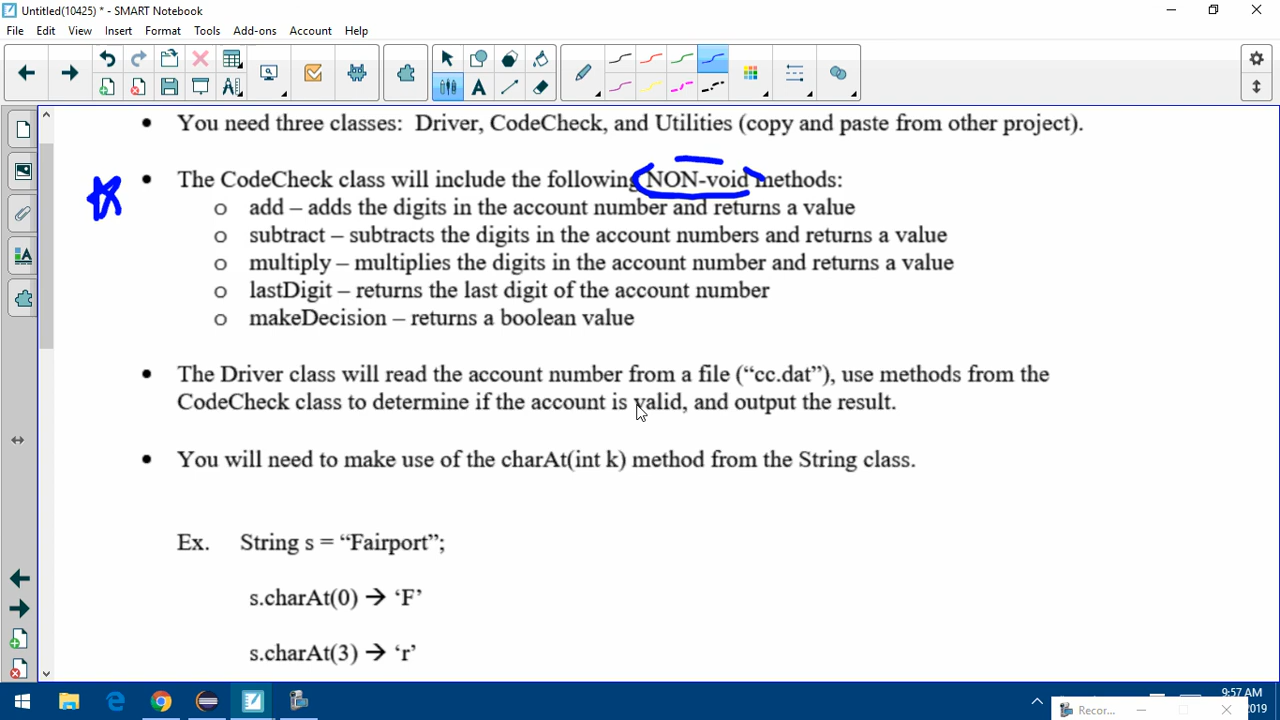 Untitled(10425) * - SMART Notebook
File Edit View Insert Format Tools Add-ons Account Help
• You need three classes: Driver, CodeCheck, and Utilities (copy and paste from other project).
• The CodeCheck class will include the following NON-void methods:
o add – adds the digits in the account number and returns a value
o subtract – subtracts the digits in the account numbers and returns a value
o multiply – multiplies the digits in the account number and returns a value
o lastDigit – returns the last digit of the account number
o makeDecision – returns a boolean value
• The Driver class will read the account number from a file (“cc.dat”), use methods from the
CodeCheck class to determine if the account is valid, and output the result.
• You will need to make use of the charAt(int k) method from the String class.
Ex. String s = “Fairport”;
s.charAt(0) → ‘F’
s.charAt(3) → ‘r’
9:57 AM
2019
Recor...